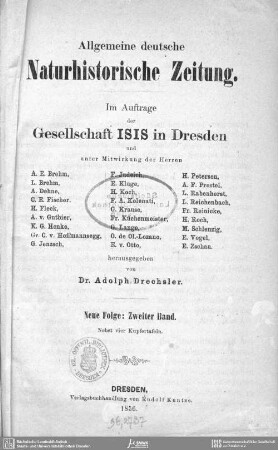 Allgemeine deutsche
Naturhistorische Zeitung.
Im Auftrage
der
Gesellschaft ISIS in Dresden
und
unter Mitwirkung der Herren
A. E. Brehm, F. Judeich, H. Petersen,
L. Brehm, E. Kluge, A. F. Prestel,
A. Dehne, H. Koch, L. Rabenhorst,
C. E. Fischer, F. A. Kolenati, L. Reichenbach,
H. Fleck, G. Krause, Fr. Reinicke,
A. v. Gutbier, Fr. Küchenmeister, H. Roch,
K. G. Henke, G. Lange, M. Schlenzig,
Gr. C. v. Hoffmannsegg, E. Vogel,
G. Jenzsch, H. v. Otto, E. Zschau.
herausgegeben
von
Dr. Adolph Drechsler.
Neue Folge: Zweiter Band.
Nebst vier Kupfertafeln.
DRESDEN,
Verlagsbuchhandlung von Rudolf Kuntze.
1856.